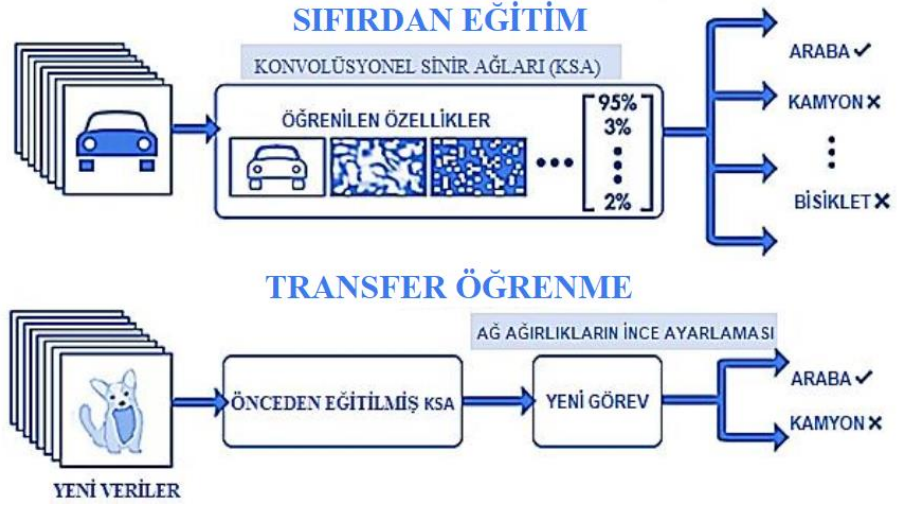 SIFIRDAN EĞİTİM
KONVOLÜSYONEL SİNİR AĞLARI (KSA)
ÖĞRENİLEN ÖZELLİKLER
95%
3%
2%
ARABA ✓
KAMYON ✕
BİSİKLET ✕
TRANSFER ÖĞRENME
AĞ AĞIRLIKLARIN İNCE AYARLAMASI
ÖNCEDEN EĞİTİLMİŞ KSA
YENİ GÖREV
ARABA ✓
KAMYON ✕
YENİ VERİLER